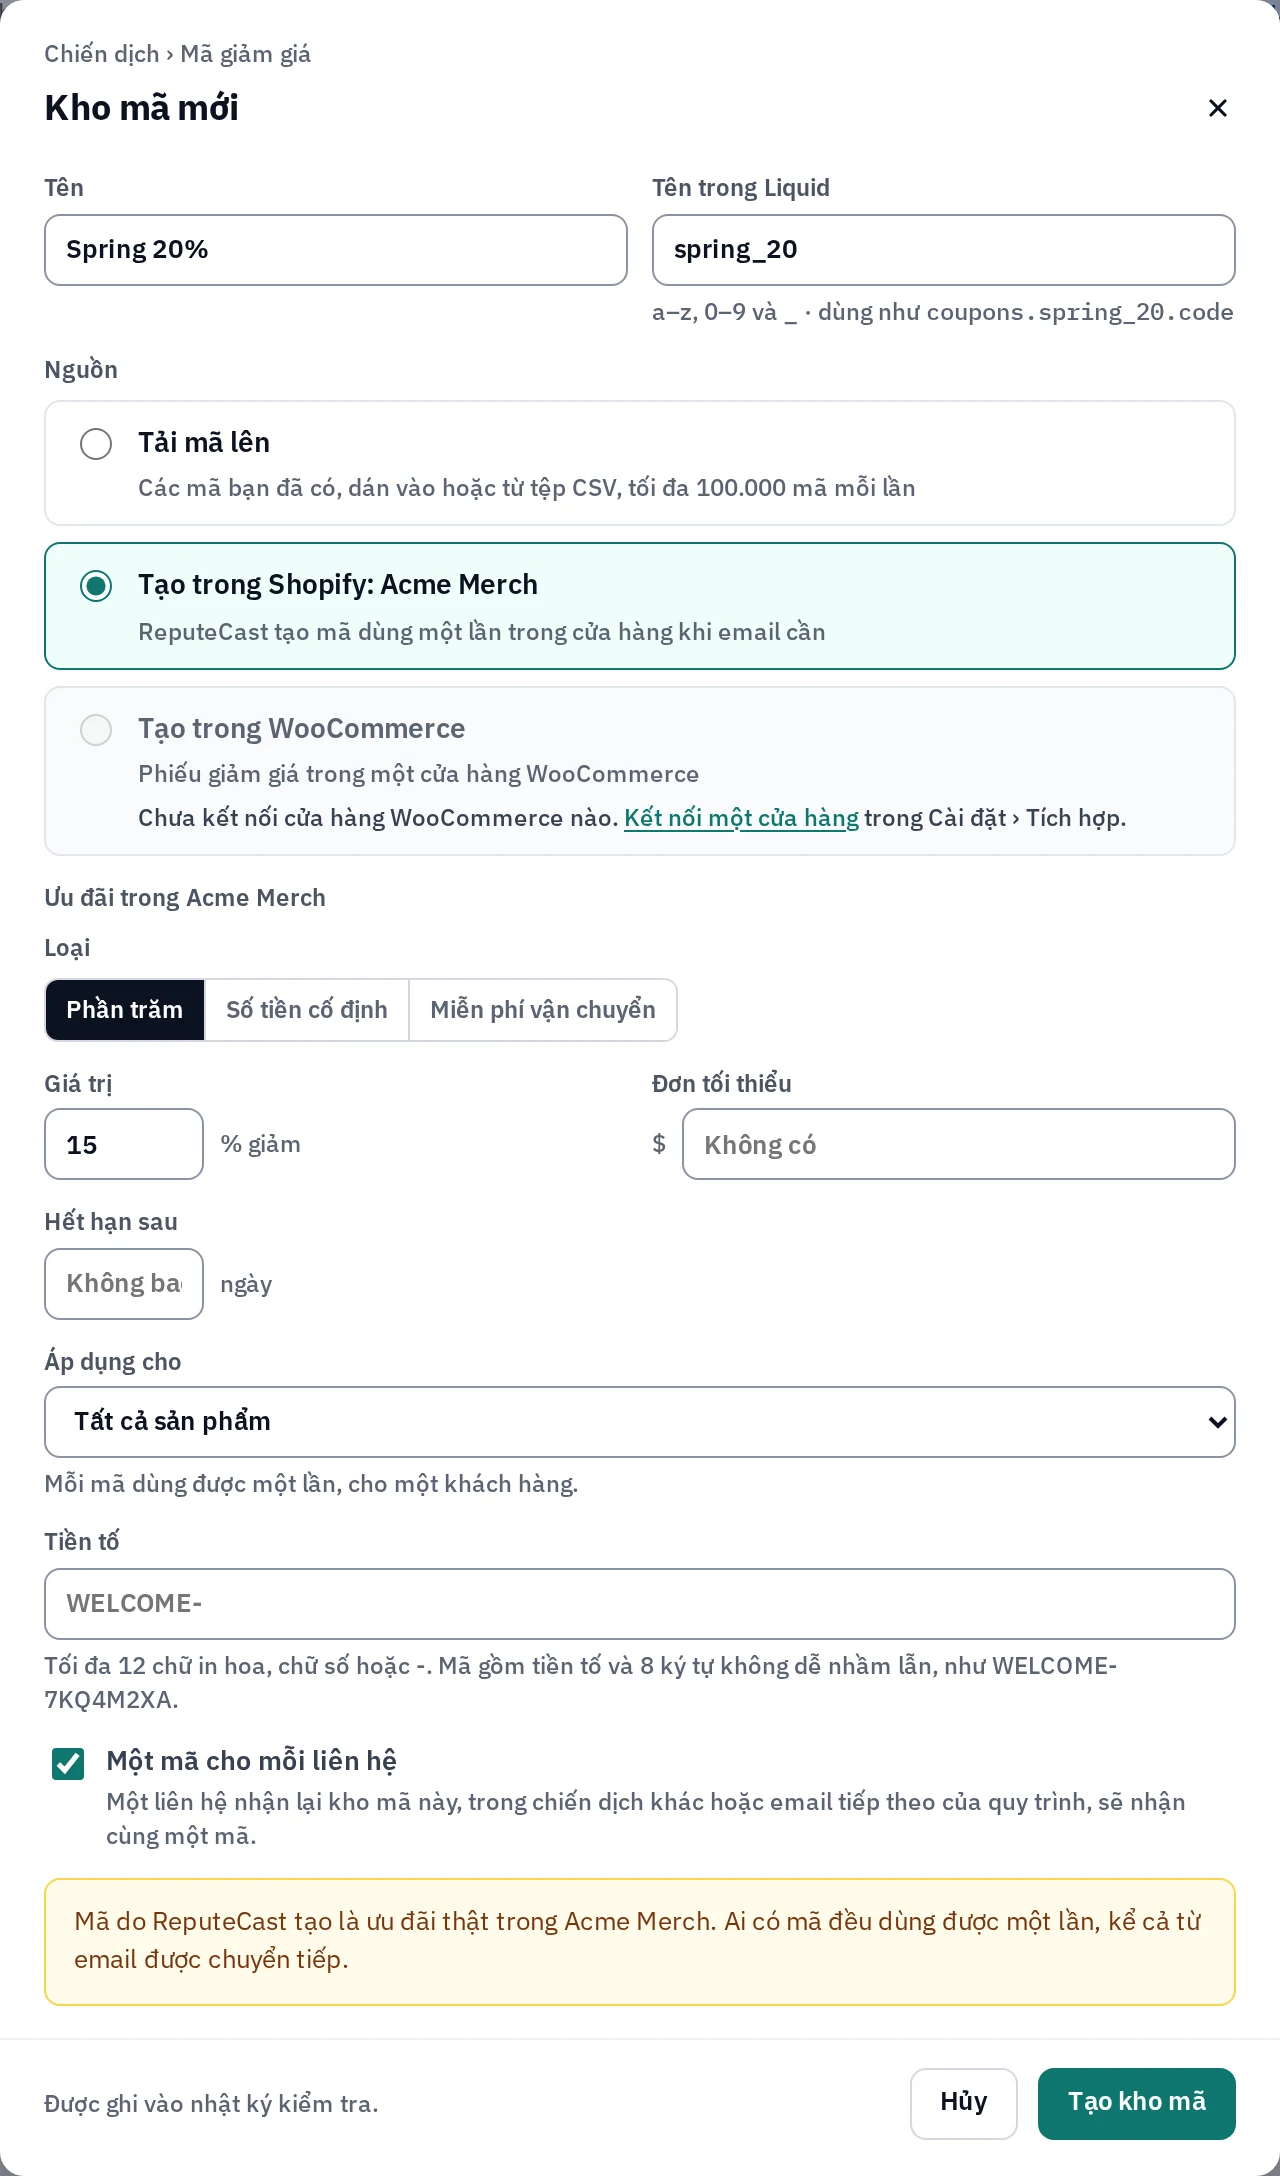 Chiến dịch › Mã giảm giá
Kho mã mới
Tên
Tên trong Liquid
Spring 20%
spring_20
a–z, 0–9 và _ · dùng như coupons.spring_20.code
Nguồn
Tải mã lên
Các mã bạn đã có, dán vào hoặc từ tệp CSV, tối đa 100.000 mã mỗi lần
Tạo trong Shopify: Acme Merch
ReputeCast tạo mã dùng một lần trong cửa hàng khi email cần
Tạo trong WooCommerce
Phiếu giảm giá trong một cửa hàng WooCommerce
Chưa kết nối cửa hàng WooCommerce nào. Kết nối một cửa hàng trong Cài đặt › Tích hợp.
Ưu đãi trong Acme Merch
Loại
Phần trăm
Số tiền cố định
Miễn phí vận chuyển
Giá trị
Đơn tối thiểu
15
% giảm
$
Không có
Hết hạn sau
Không ba
ngày
Áp dụng cho
Tất cả sản phẩm
Mỗi mã dùng được một lần, cho một khách hàng.
Tiền tố
WELCOME-
Tối đa 12 chữ in hoa, chữ số hoặc -. Mã gồm tiền tố và 8 ký tự không dễ nhầm lẫn, như WELCOME-
7KQ4M2XA.
Một mã cho mỗi liên hệ
Một liên hệ nhận lại kho mã này, trong chiến dịch khác hoặc email tiếp theo của quy trình, sẽ nhận
cùng một mã.
Mã do ReputeCast tạo là ưu đãi thật trong Acme Merch. Ai có mã đều dùng được một lần, kể cả từ
email được chuyển tiếp.
Được ghi vào nhật ký kiểm tra.
Hủy
Tạo kho mã